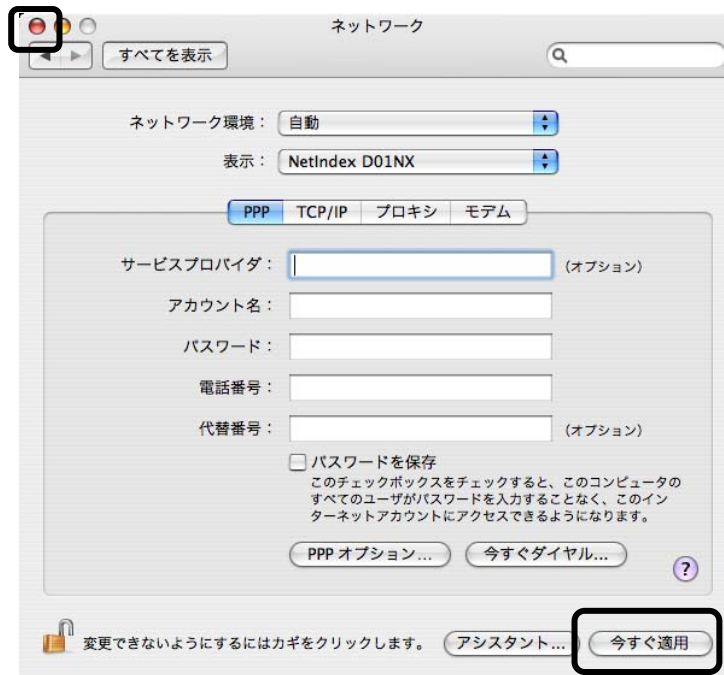 ネットワーク
すべてを表示
ネットワーク環境： 自動
表示： NetIndex D01NX
PPP TCP/IP プロキシ モデム
サービスプロバイダ： （オプション）
アカウント名：
パスワード：
電話番号：
代替番号： （オプション）
パスワードを保存
このチェックボックスをチェックすると、このコンピュータの
すべてのユーザがパスワードを入力することなく、このイン
ターネットアカウントにアクセスできるようになります。
PPP オプション... 今すぐダイヤル... ?
変更できないようにするにはカギをクリックします。 アシスタント... 今すぐ適用